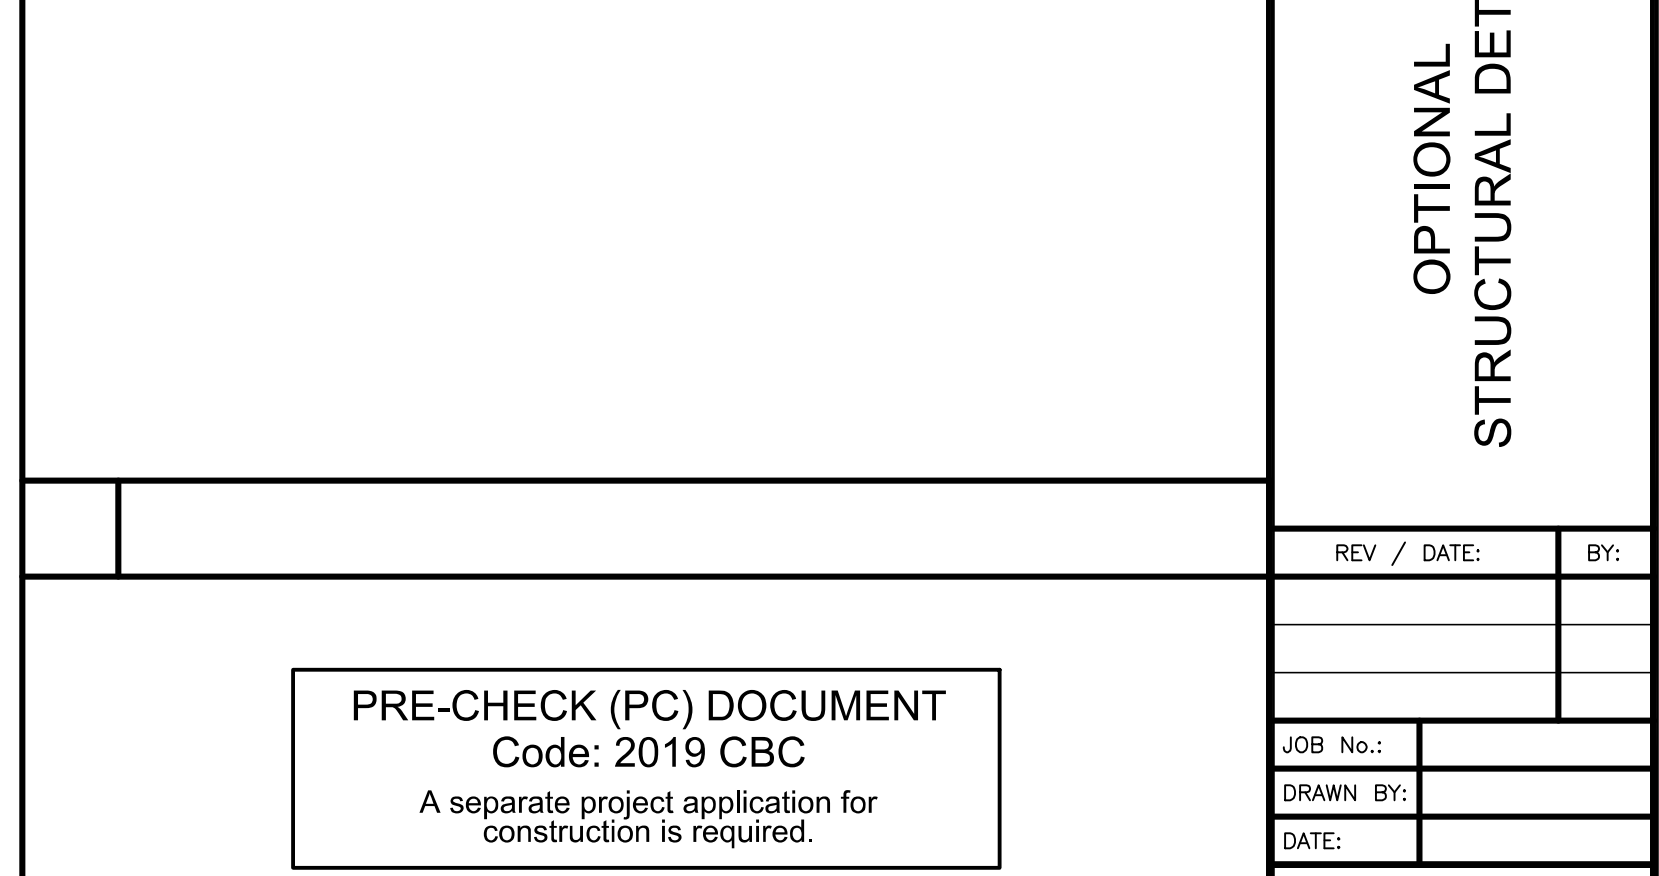 OPTIONAL
STRUCTURAL DET
REV / DATE:
BY:
PRE-CHECK (PC) DOCUMENT
Code: 2019 CBC
A separate project application for
construction is required.
JOB No.:
DRAWN BY:
DATE: